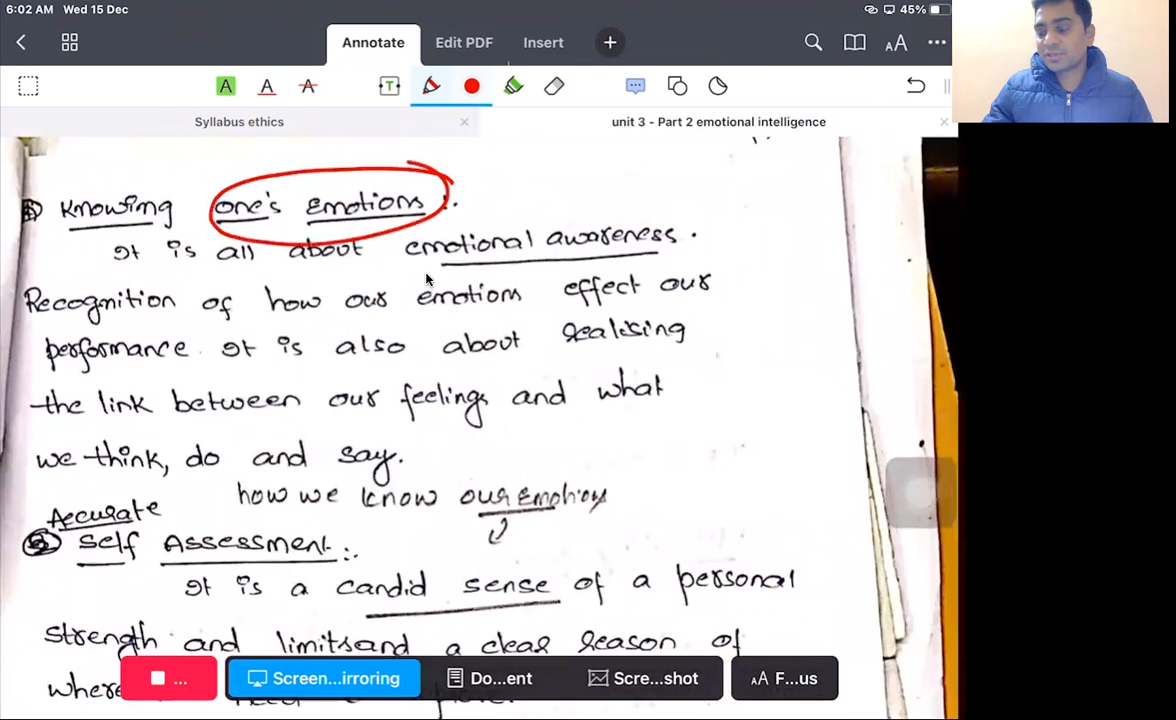 6:02 AM Wed 15 Dec
45%
Annotate Edit PDF Insert
AA
A A A T
Syllabus ethics
unit 3 - Part 2 emotional intelligence
Knowing one's emotions :.
It is all about emotional awareness.
Recognition of how our emotions effect our
performance. It is also about realising
the link between our feelings and what
we think, do and say.
how we know our emotions
Accurate
Self Assessment :.
It is a candid sense of a personal
strength and limits and a clear reason of
where
... Screen...irroring Do...ent Scre...shot AA F...us